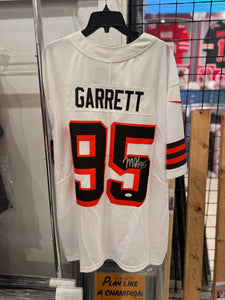 GARRETT
95
PLAY LIKE
A CHAMPION